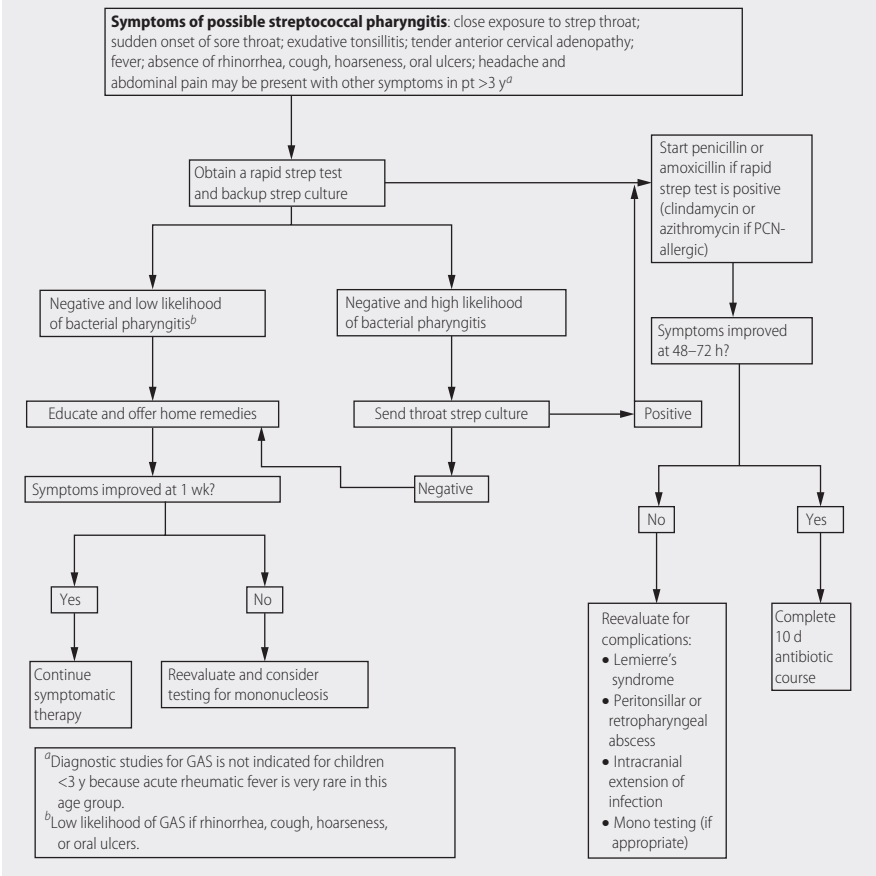 Symptoms of possible streptococcal pharyngitis: close exposure to strep throat;
sudden onset of sore throat; exudative tonsillitis; tender anterior cervical adenopathy;
fever; absence of rhinorrhea, cough, hoarseness, oral ulcers; headache and
abdominal pain may be present with other symptoms in pt >3 yᵃ
Obtain a rapid strep test
and backup strep culture
Start penicillin or
amoxicillin if rapid
strep test is positive
(clindamycin or
azithromycin if PCN-
allergic)
Negative and low likelihood
of bacterial pharyngitisᵇ
Negative and high likelihood
of bacterial pharyngitis
Symptoms improved
at 48–72 h?
Educate and offer home remedies
Send throat strep culture
Positive
Symptoms improved at 1 wk?
Negative
No
Yes
Yes
No
Continue
symptomatic
therapy
Reevaluate and consider
testing for mononucleosis
Reevaluate for
complications:
• Lemierre's
syndrome
• Peritonsillar or
retropharyngeal
abscess
• Intracranial
extension of
infection
• Mono testing (if
appropriate)
Complete
10 d
antibiotic
course
ᵃDiagnostic studies for GAS is not indicated for children
<3 y because acute rheumatic fever is very rare in this
age group.
ᵇLow likelihood of GAS if rhinorrhea, cough, hoarseness,
or oral ulcers.